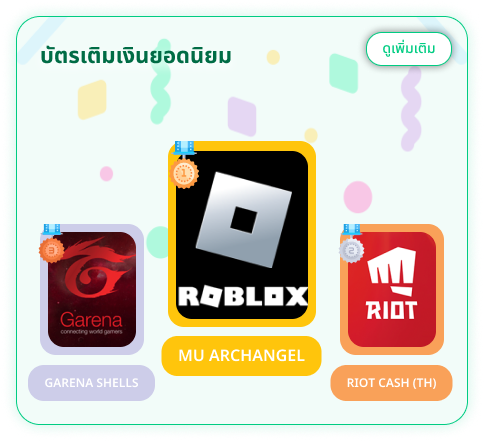 บัตรเติมเงินยอดนิยม
ดูเพิ่มเติม
1
ROBLOX
3
Garena
connecting world gamers
2
RIOT
MU ARCHANGEL
GARENA SHELLS
RIOT CASH (TH)